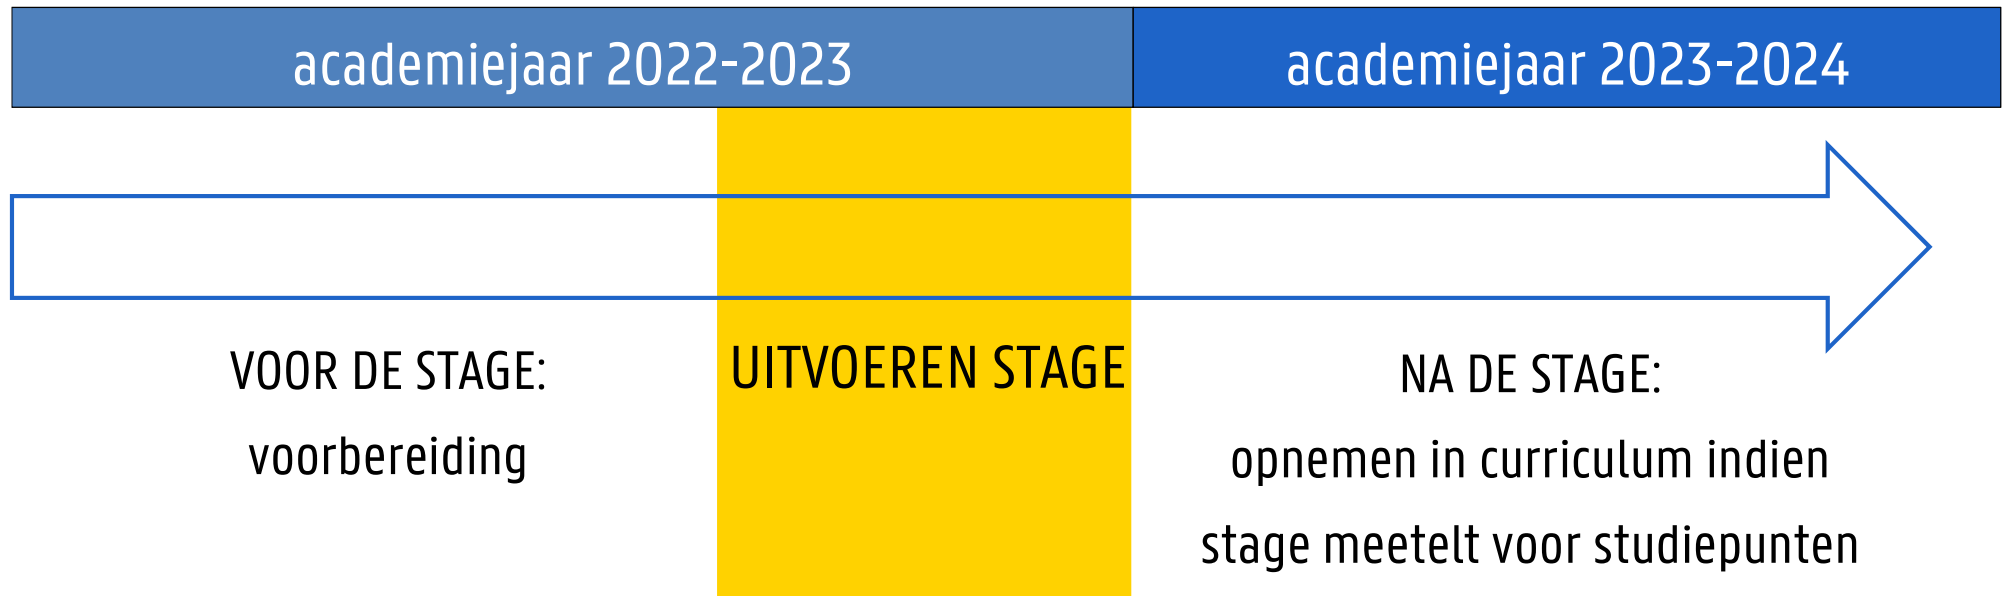 academiejaar 2022-2023
academiejaar 2023-2024
VOOR DE STAGE:
voorbereiding
UITVOEREN STAGE
NA DE STAGE:
opnemen in curriculum indien
stage meetelt voor studiepunten